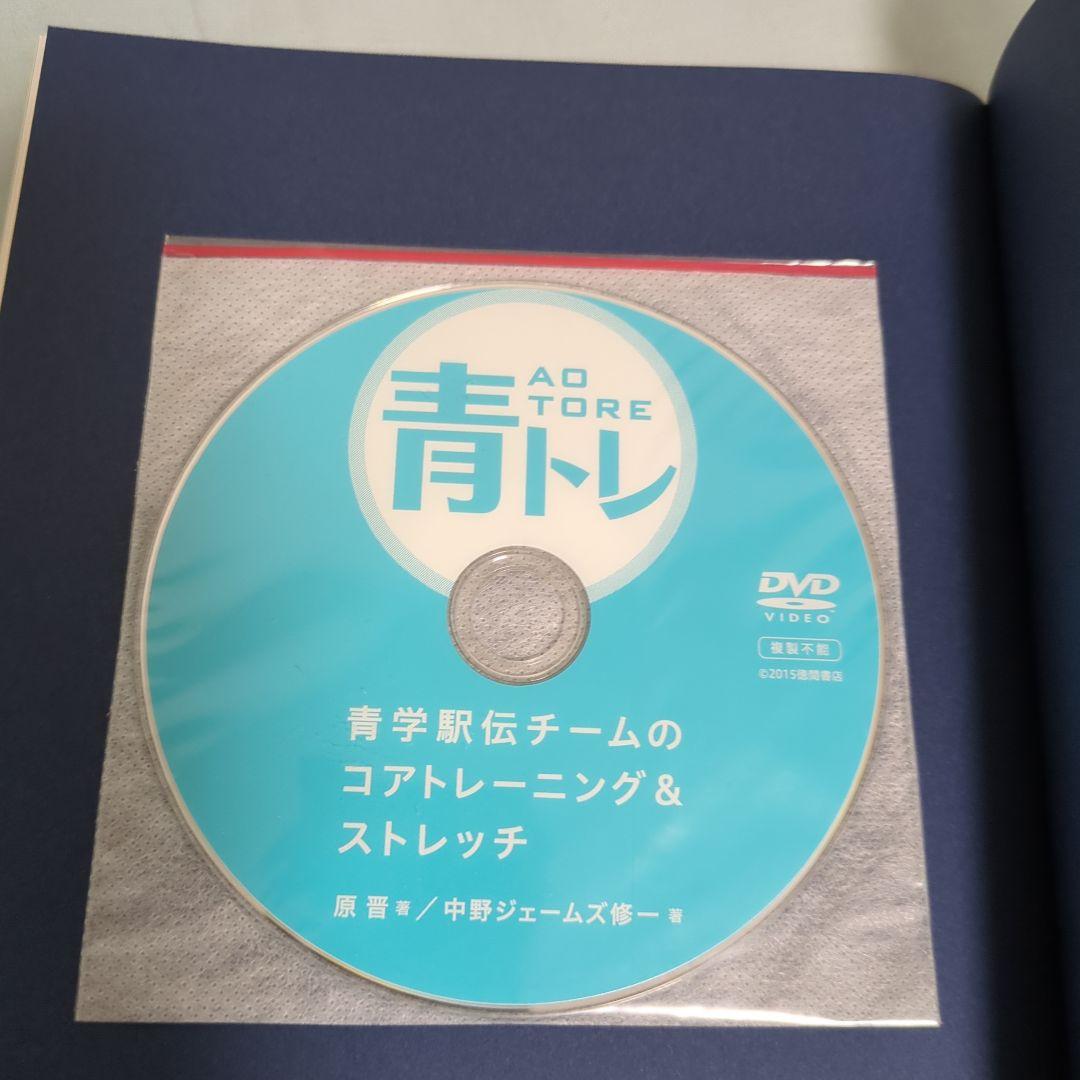 AO
TORE
青トレ
DVD
VIDEO
複製不能
©2015徳間書店
青学駅伝チームの
コアトレーニング&
ストレッチ
原 晋 著／中野ジェームズ修一 著